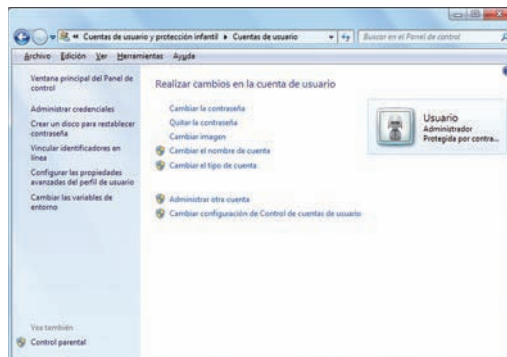 « Cuentas de usuario y protección infantil ▸ Cuentas de usuario
Buscar en el Panel de control
Archivo Edición Ver Herramientas Ayuda
Ventana principal del Panel de
control
Administrar credenciales
Crear un disco para restablecer
contraseña
Vincular identificadores en
línea
Configurar las propiedades
avanzadas del perfil de usuario
Cambiar las variables de
entorno
Realizar cambios en la cuenta de usuario
Cambiar la contraseña
Quitar la contraseña
Cambiar imagen
Cambiar el nombre de cuenta
Cambiar el tipo de cuenta
Administrar otra cuenta
Cambiar configuración de Control de cuentas de usuario
Usuario
Administrador
Protegida por contra...
Vea también
Control parental